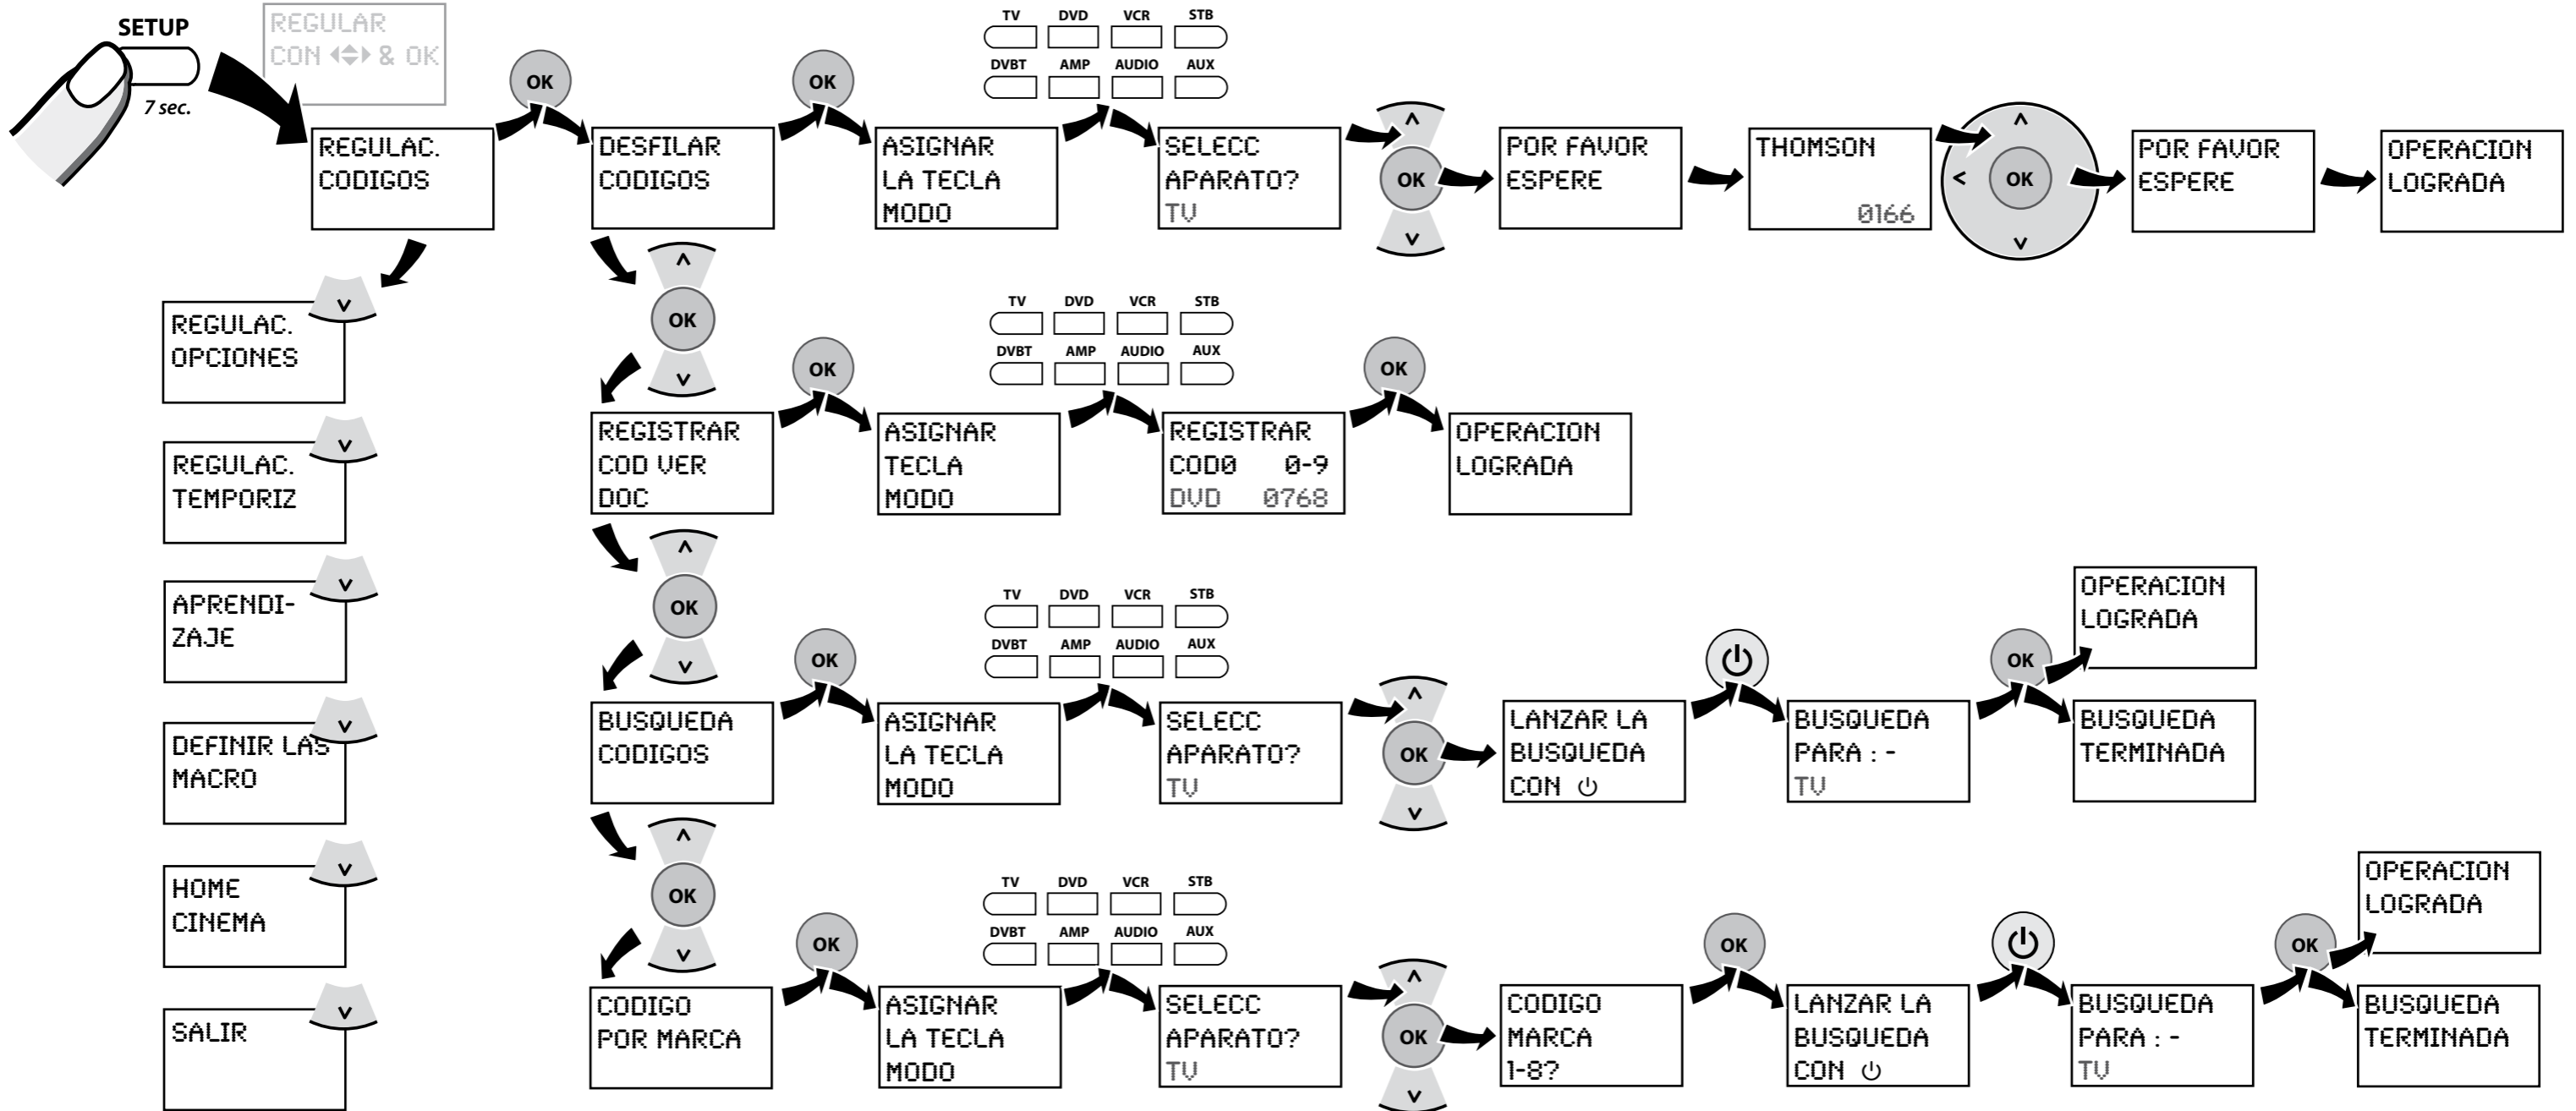 SETUP
7 sec.
REGULAR
CON & OK
REGULAC.
CODIGOS
OK
DESFILAR
CODIGOS
OK
ASIGNAR
LA TECLA
MODO
TV DVD VCR STB
DVBT AMP AUDIO AUX
SELECC
APARATO?
TV
OK
POR FAVOR
ESPERE
THOMSON
0166
OK
POR FAVOR
ESPERE
OPERACION
LOGRADA
REGULAC.
OPCIONES
REGULAC.
TEMPORIZ
APRENDI-
ZAJE
DEFINIR LAS
MACRO
HOME
CINEMA
SALIR
OK
REGISTRAR
COD VER
DOC
OK
ASIGNAR
TECLA
MODO
TV DVD VCR STB
DVBT AMP AUDIO AUX
REGISTRAR
COD0 0-9
DVD 0768
OK
OPERACION
LOGRADA
OK
BUSQUEDA
CODIGOS
OK
ASIGNAR
LA TECLA
MODO
TV DVD VCR STB
DVBT AMP AUDIO AUX
SELECC
APARATO?
TV
OK
LANZAR LA
BUSQUEDA
CON ⏻
BUSQUEDA
PARA : -
TV
OK
OPERACION
LOGRADA
BUSQUEDA
TERMINADA
OK
CODIGO
POR MARCA
OK
ASIGNAR
LA TECLA
MODO
TV DVD VCR STB
DVBT AMP AUDIO AUX
SELECC
APARATO?
TV
OK
CODIGO
MARCA
1-8?
OK
LANZAR LA
BUSQUEDA
CON ⏻
BUSQUEDA
PARA : -
TV
OK
OPERACION
LOGRADA
BUSQUEDA
TERMINADA